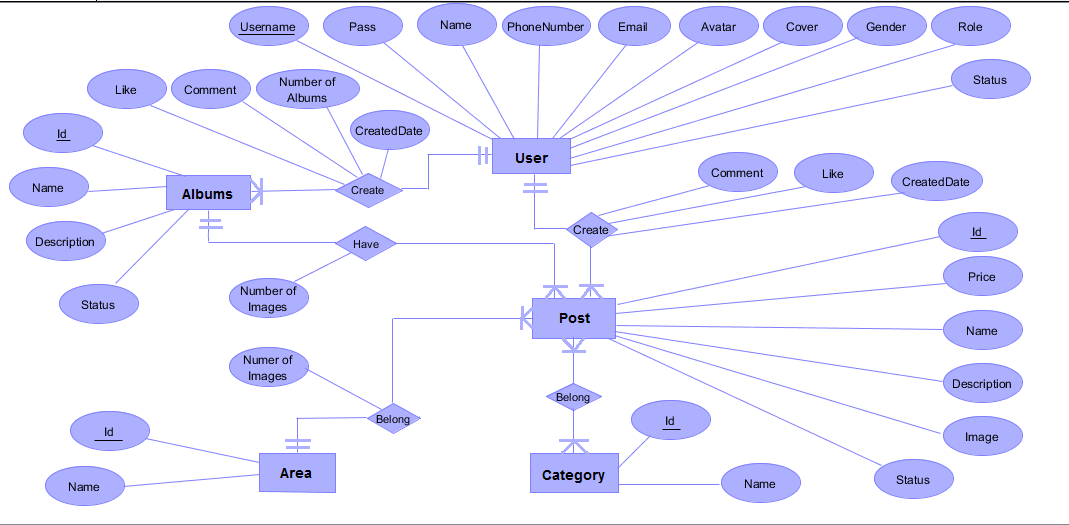 Username
Pass
Name
PhoneNumber
Email
Avatar
Cover
Gender
Role
Status
Like
Comment
Number of
Albums
CreatedDate
Id
Name
Description
Status
Albums
Create
User
Comment
Like
CreatedDate
Create
Have
Number of
Images
Id
Price
Name
Description
Image
Status
Post
Numer of
Images
Belong
Belong
Id
Name
Area
Category
Id
Name